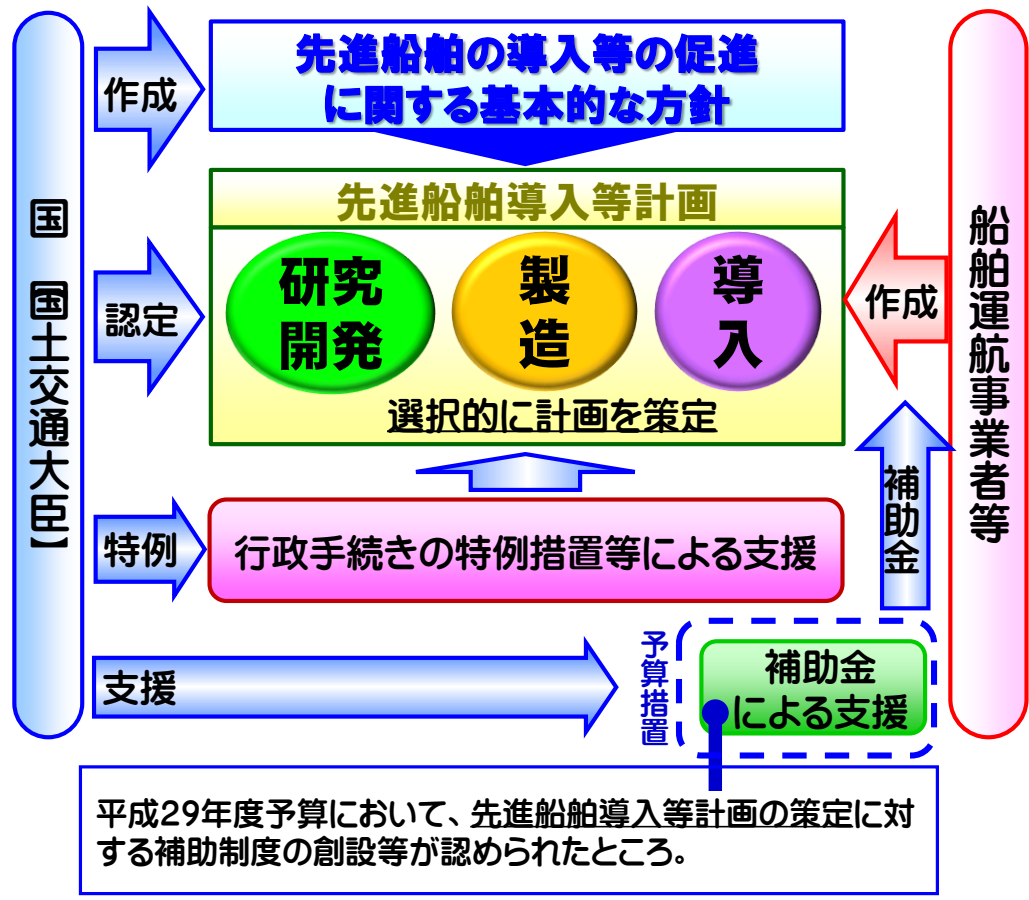 作成
先進船舶の導入等の促進
に関する基本的な方針
国【国土交通大臣】
先進船舶導入等計画
船舶運航事業者等
認定
研究
開発
製
造
導
入
作成
選択的に計画を策定
特例
行政手続きの特例措置等による支援
補助金
支援
予算措置
補助金
による支援
平成29年度予算において、先進船舶導入等計画の策定に対
する補助制度の創設等が認められたところ。